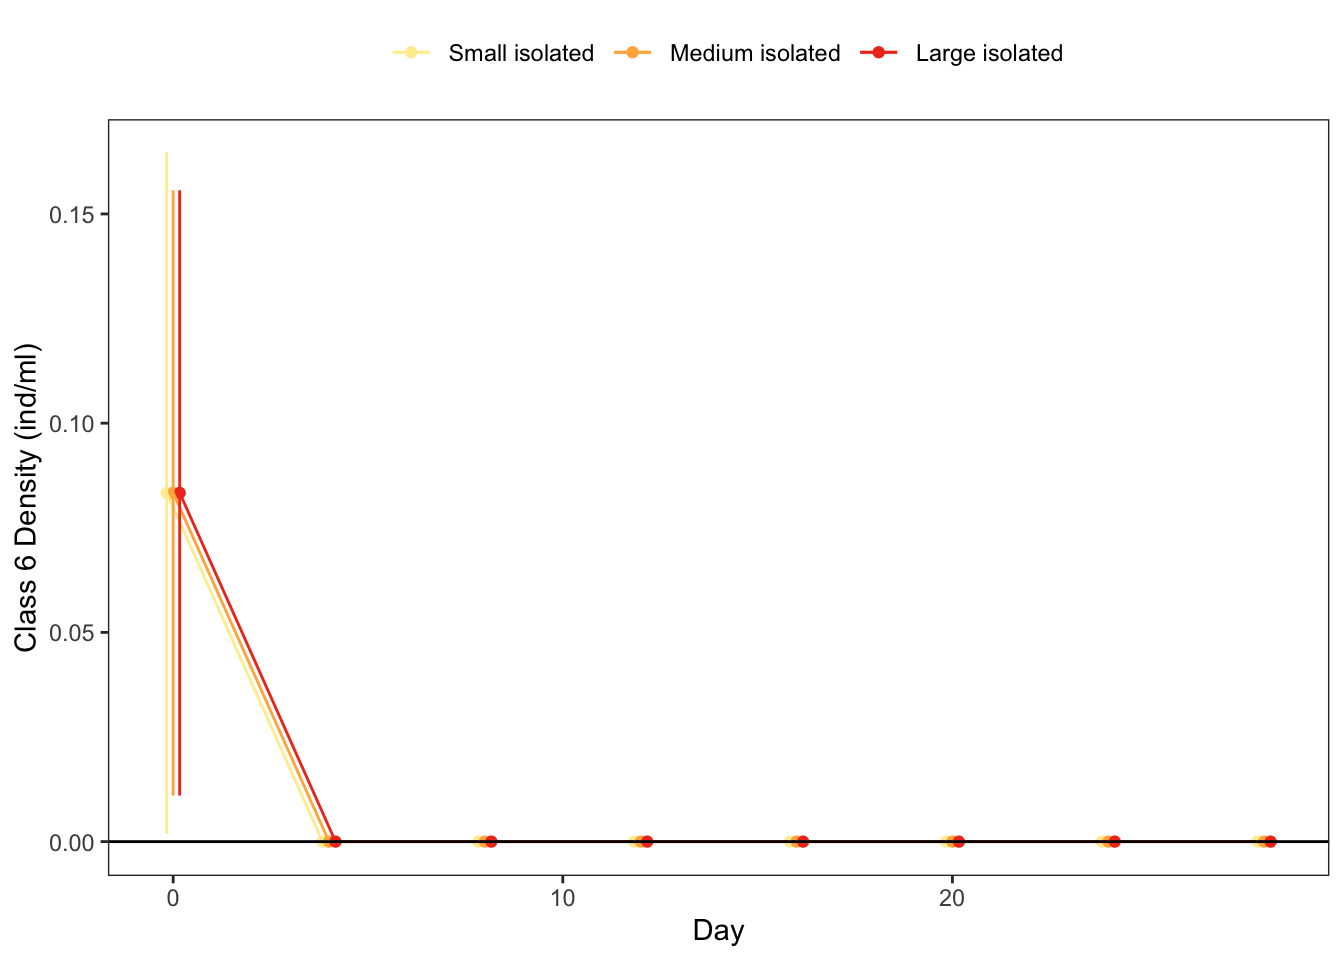 Small isolated Medium isolated Large isolated
Class 6 Density (ind/ml)
0.15
0.10
0.05
0.00
0 10 20
Day